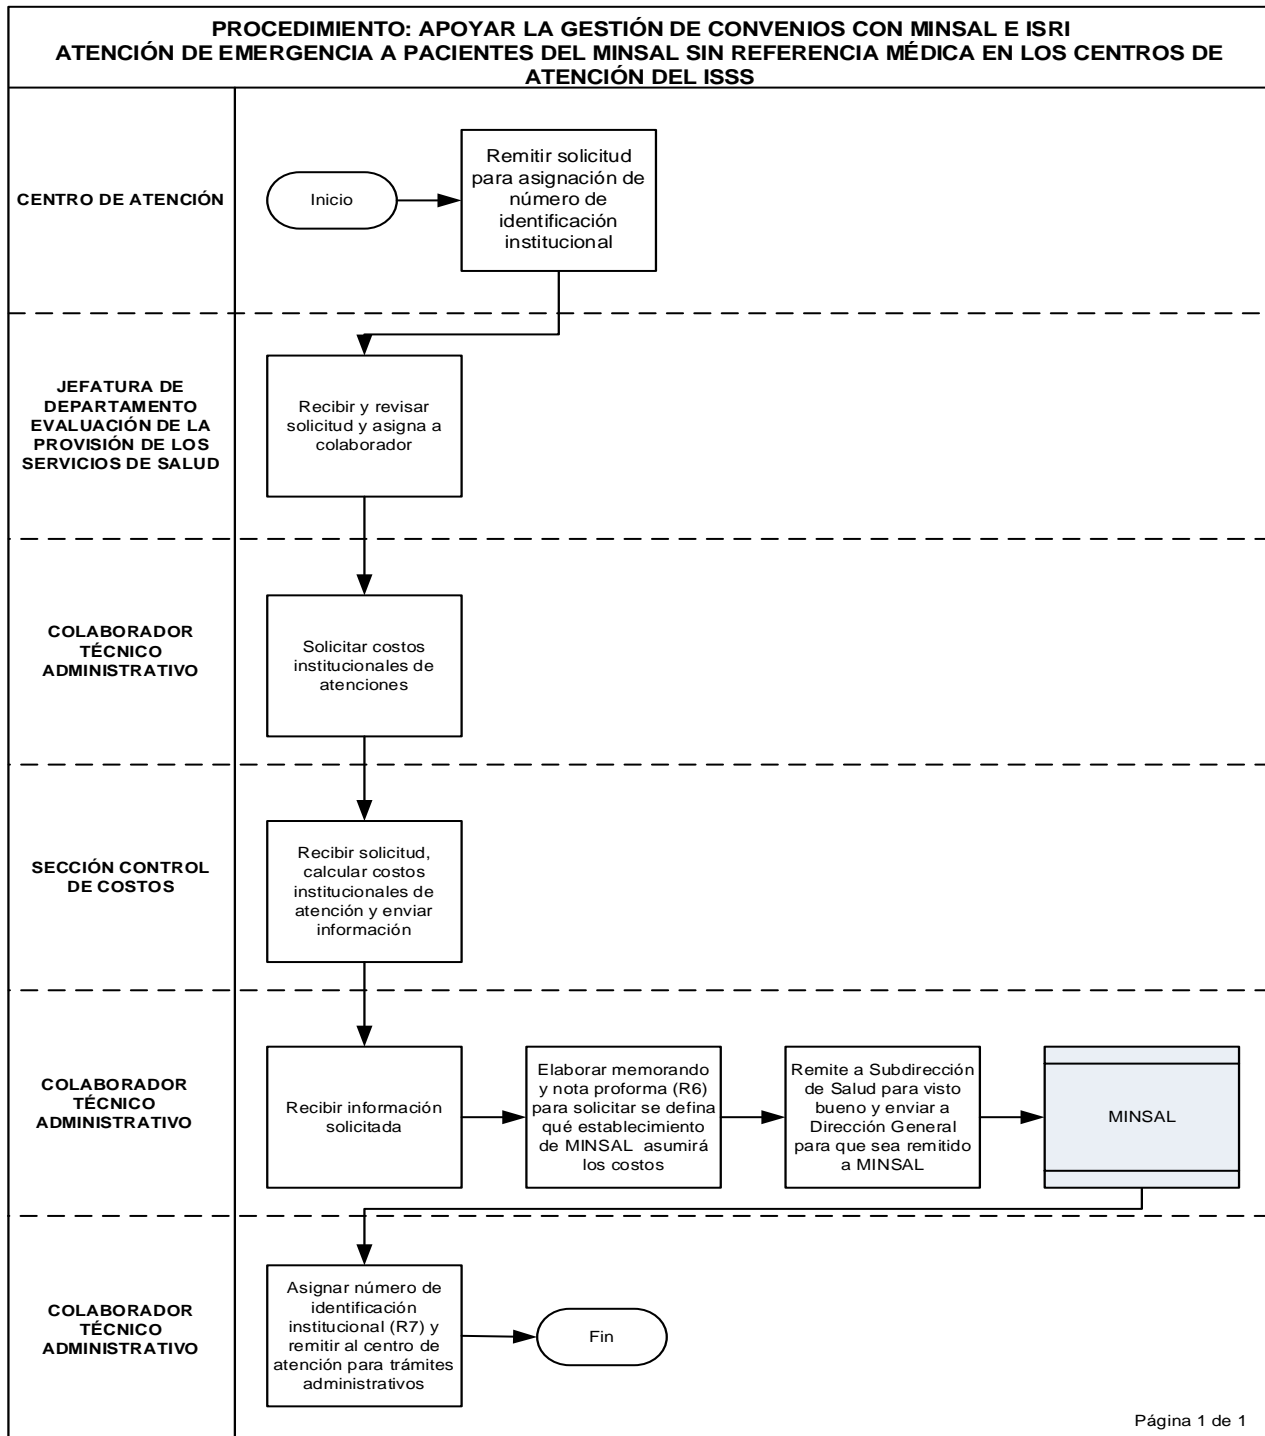 PROCEDIMIENTO: APOYAR LA GESTIÓN DE CONVENIOS CON MINSAL E ISRI
ATENCIÓN DE EMERGENCIA A PACIENTES DEL MINSAL SIN REFERENCIA MÉDICA EN LOS CENTROS DE
ATENCIÓN DEL ISSS
CENTRO DE ATENCIÓN
Inicio
Remitir solicitud
para asignación de
número de
identificación
institucional
JEFATURA DE
DEPARTAMENTO
EVALUACIÓN DE LA
PROVISIÓN DE LOS
SERVICIOS DE SALUD
Recibir y revisar
solicitud y asigna a
colaborador
COLABORADOR
TÉCNICO
ADMINISTRATIVO
Solicitar costos
institucionales de
atenciones
SECCIÓN CONTROL
DE COSTOS
Recibir solicitud,
calcular costos
institucionales de
atención y enviar
información
COLABORADOR
TÉCNICO
ADMINISTRATIVO
Recibir información
solicitada
Elaborar memorando
y nota proforma (R6)
para solicitar se defina
qué establecimiento
de MINSAL asumirá
los costos
Remite a Subdirección
de Salud para visto
bueno y enviar a
Dirección General
para que sea remitido
a MINSAL
MINSAL
COLABORADOR
TÉCNICO
ADMINISTRATIVO
Asignar número de
identificación
institucional (R7) y
remitir al centro de
atención para trámites
administrativos
Fin
Página 1 de 1